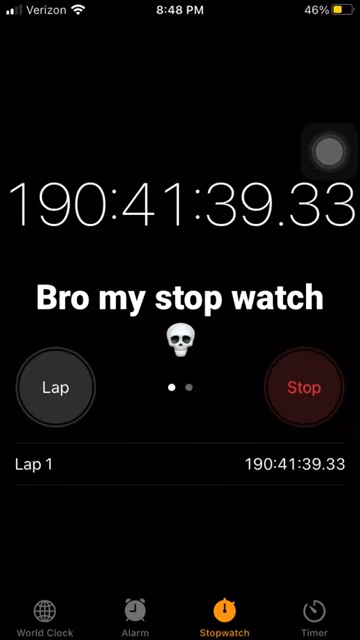 Verizon 8:48 PM 46%
190:41:39.33
Bro my stop watch
💀
Lap Stop
Lap 1 190:41:39.33
World Clock Alarm Stopwatch Timer